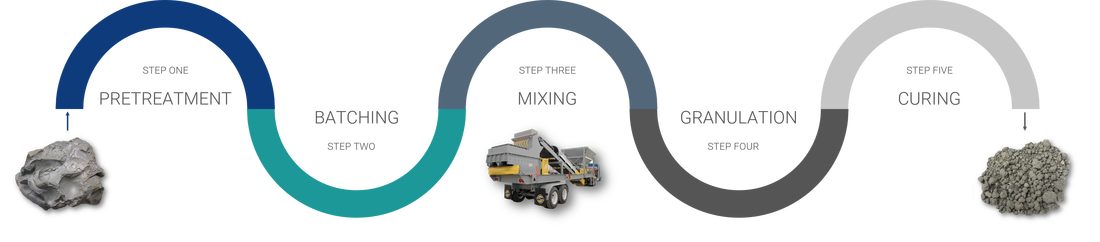 STEP ONE
PRETREATMENT
BATCHING
STEP TWO
STEP THREE
MIXING
GRANULATION
STEP FOUR
STEP FIVE
CURING